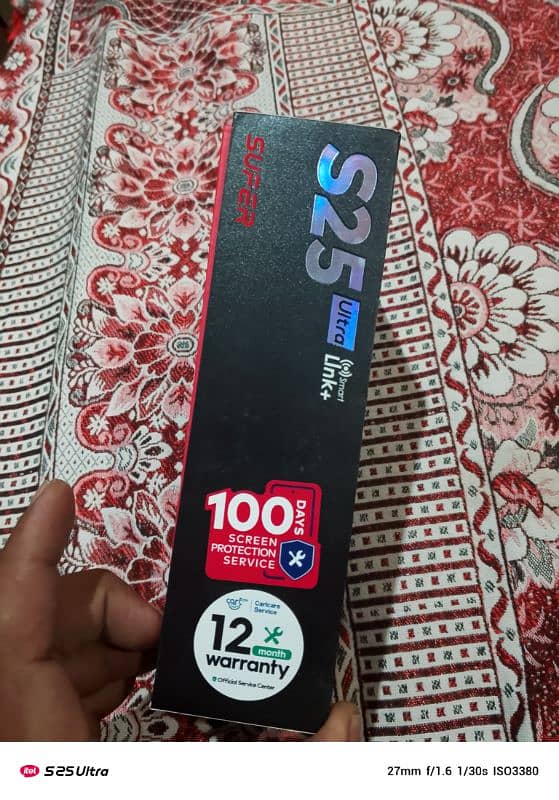 SUPER
S25
Ultra
Smart
Link+
100
DAYS
SCREEN
PROTECTION
SERVICE
Carlcare
Service
12
month
warranty
Official Service Center
itel S25 Ultra
27mm f/1.6 1/30s ISO3380